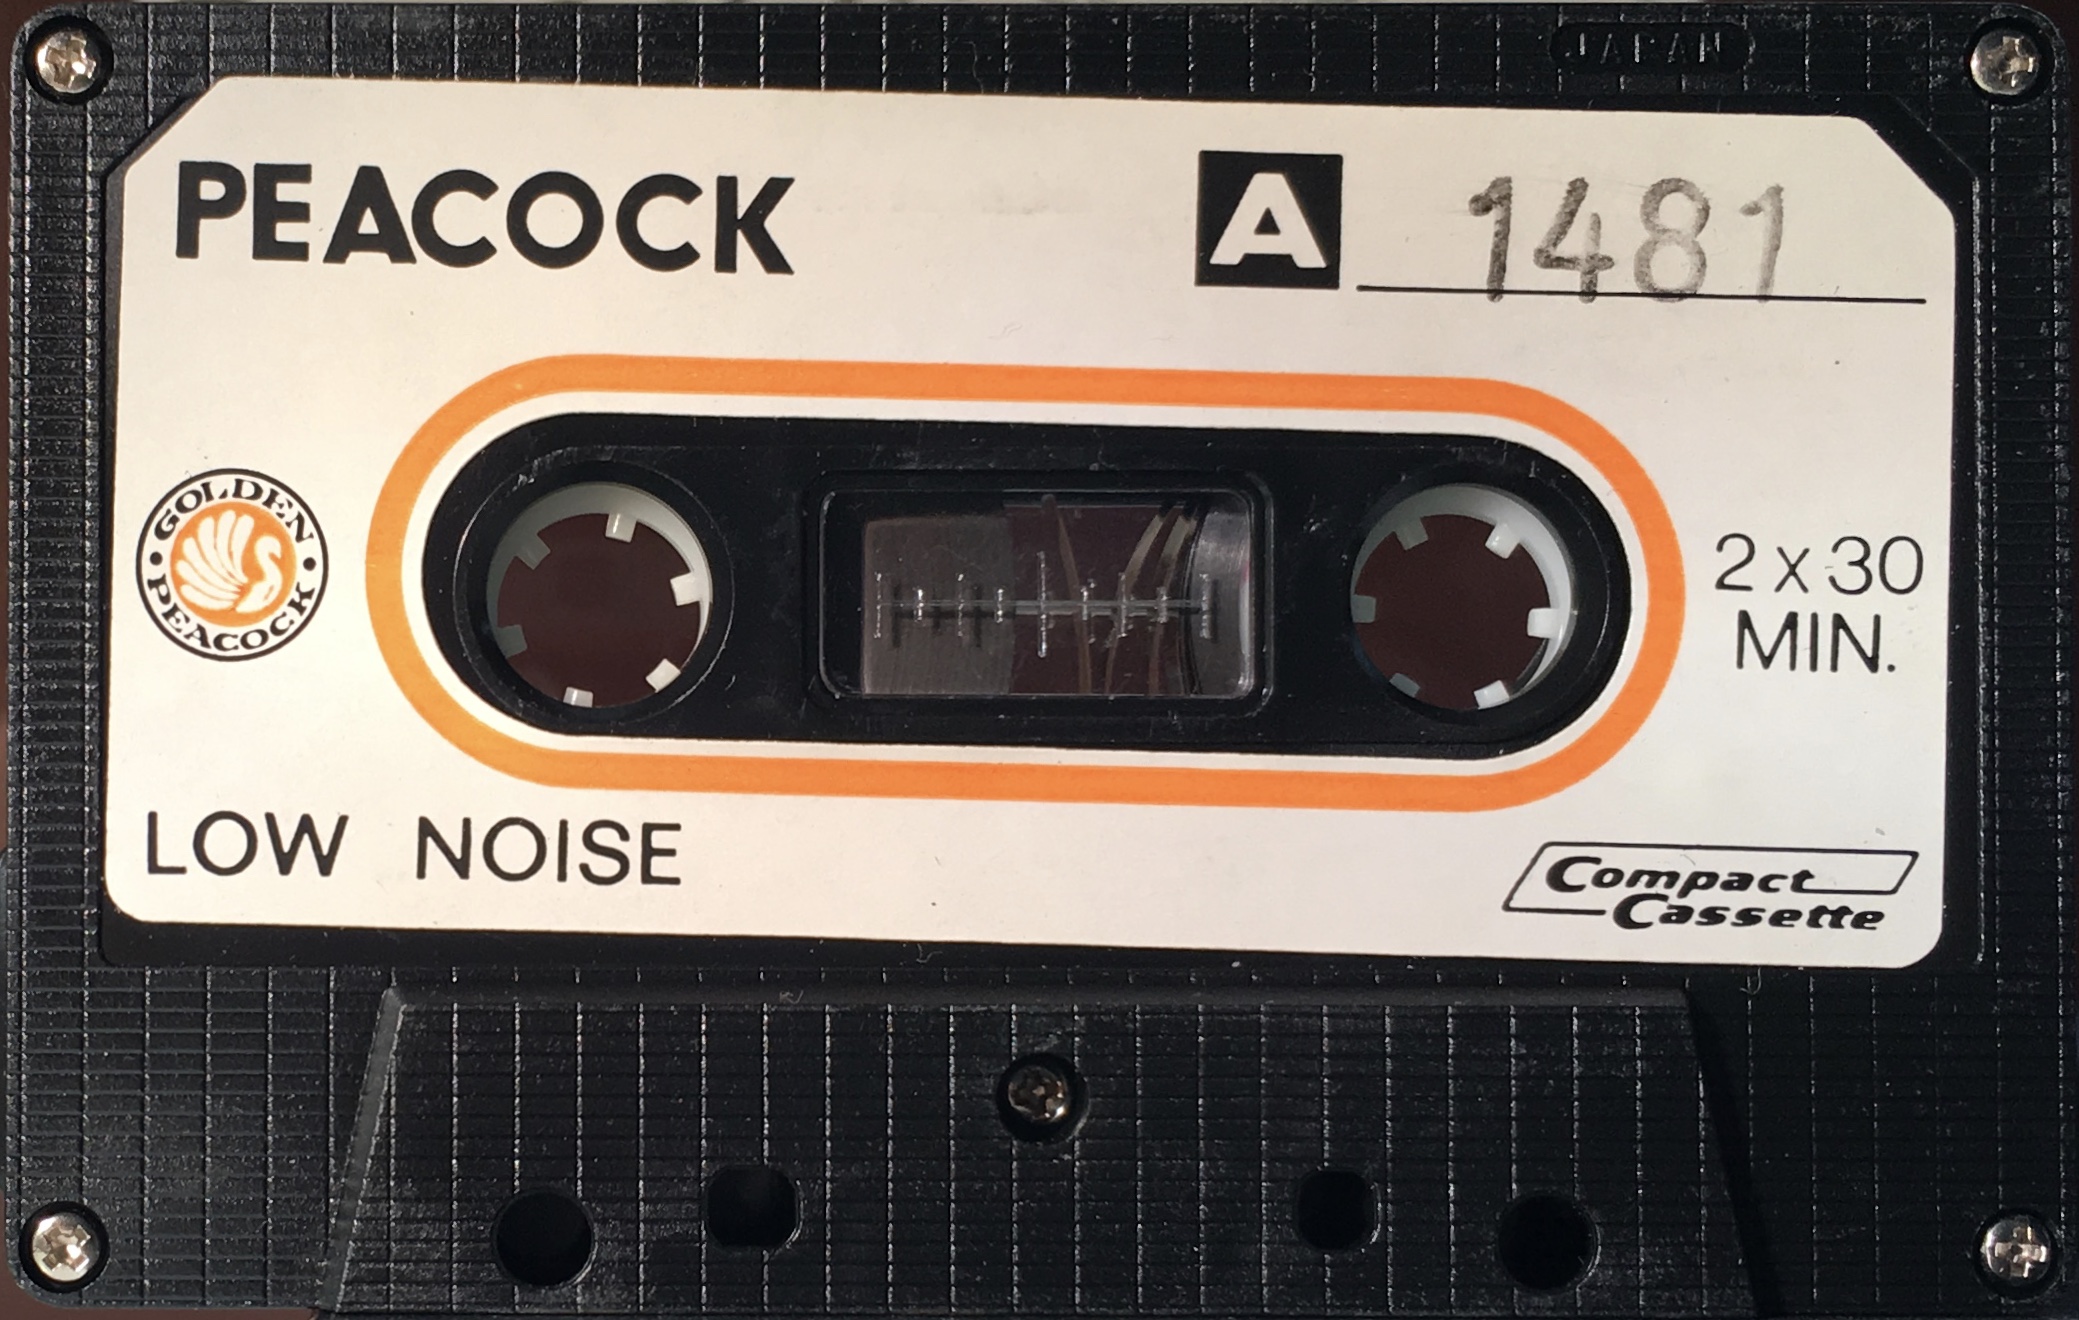 JAPAN
PEACOCK
A 1481
GOLDEN
PEACOCK
2 x 30
MIN.
LOW NOISE
Compact
Cassette